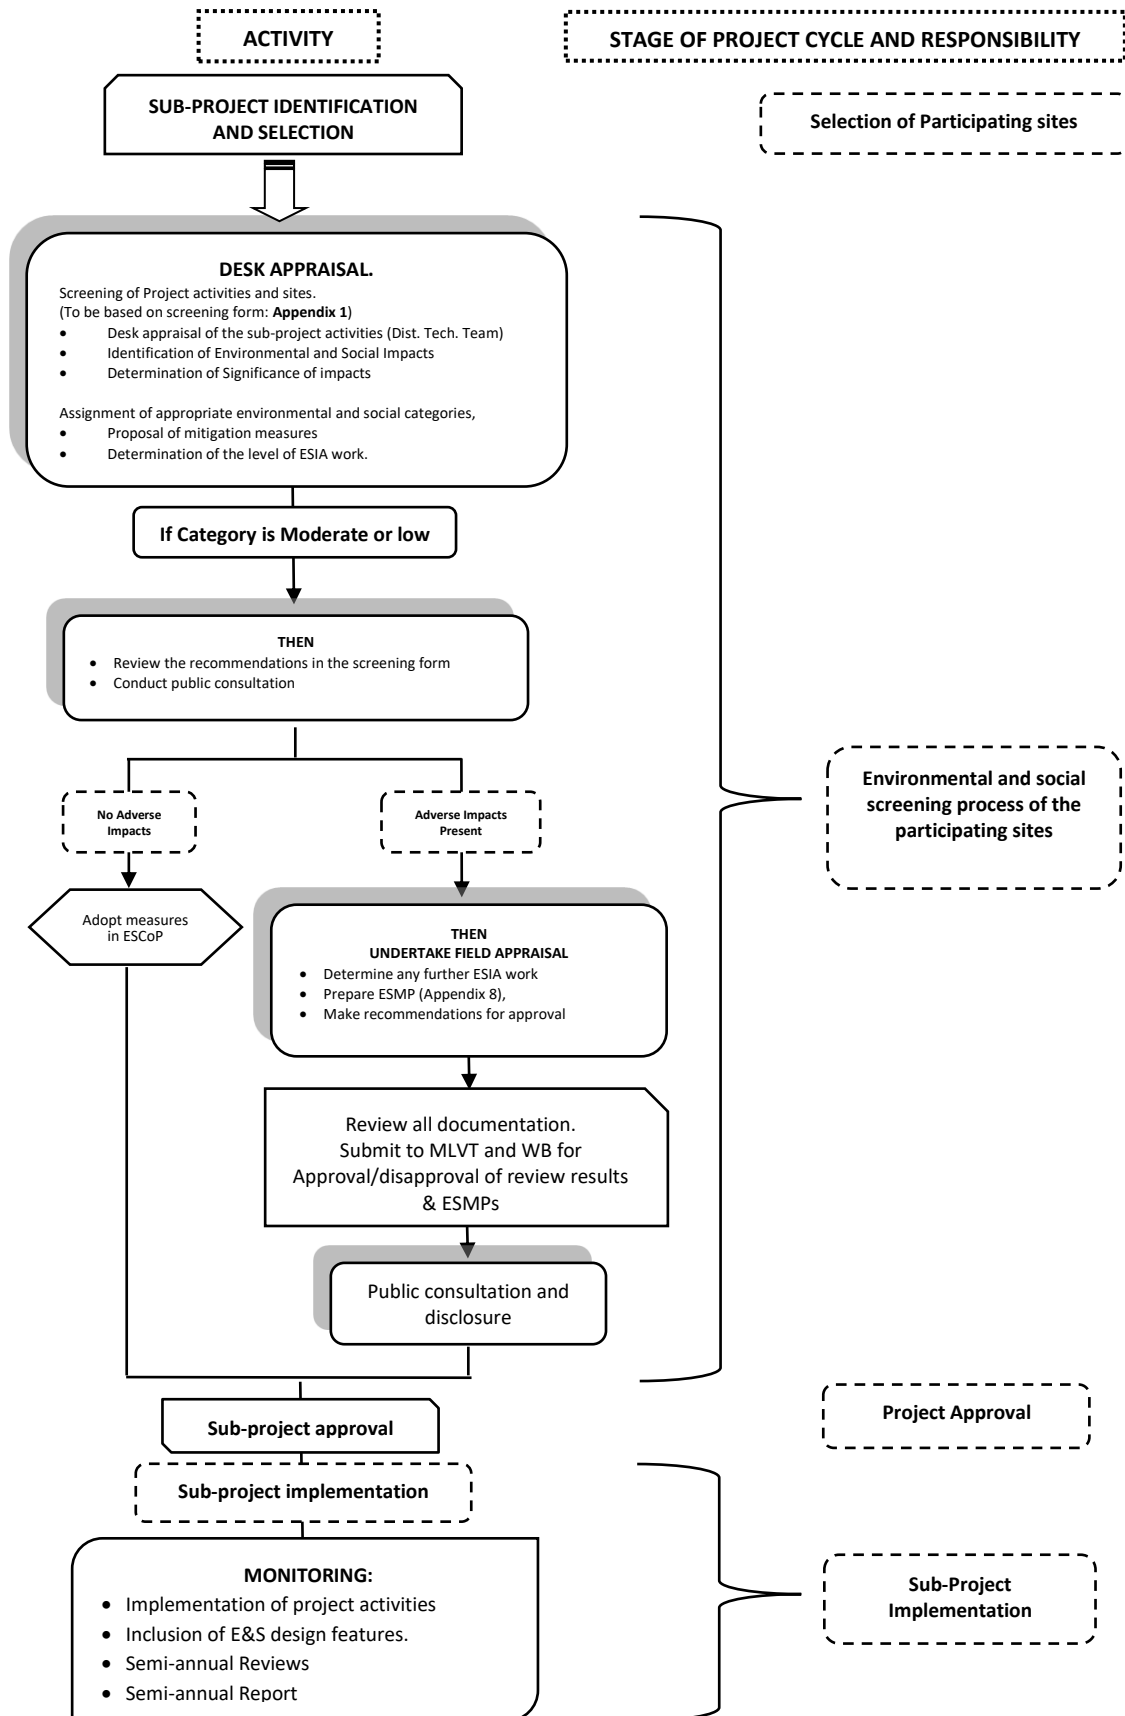 ACTIVITY
STAGE OF PROJECT CYCLE AND RESPONSIBILITY
SUB-PROJECT IDENTIFICATION
AND SELECTION
Selection of Participating sites
DESK APPRAISAL.
Screening of Project activities and sites.
(To be based on screening form: Appendix 1)
• Desk appraisal of the sub-project activities (Dist. Tech. Team)
• Identification of Environmental and Social Impacts
• Determination of Significance of impacts
Assignment of appropriate environmental and social categories,
• Proposal of mitigation measures
• Determination of the level of ESIA work.
If Category is Moderate or low
THEN
• Review the recommendations in the screening form
• Conduct public consultation
No Adverse
Impacts
Adverse Impacts
Present
Environmental and social
screening process of the
participating sites
Adopt measures
in ESCoP
THEN
UNDERTAKE FIELD APPRAISAL
• Determine any further ESIA work
• Prepare ESMP (Appendix 8),
• Make recommendations for approval
Review all documentation.
Submit to MLVT and WB for
Approval/disapproval of review results
& ESMPs
Public consultation and
disclosure
Sub-project approval
Project Approval
Sub-project implementation
MONITORING:
• Implementation of project activities
• Inclusion of E&S design features.
• Semi-annual Reviews
• Semi-annual Report
Sub-Project
Implementation